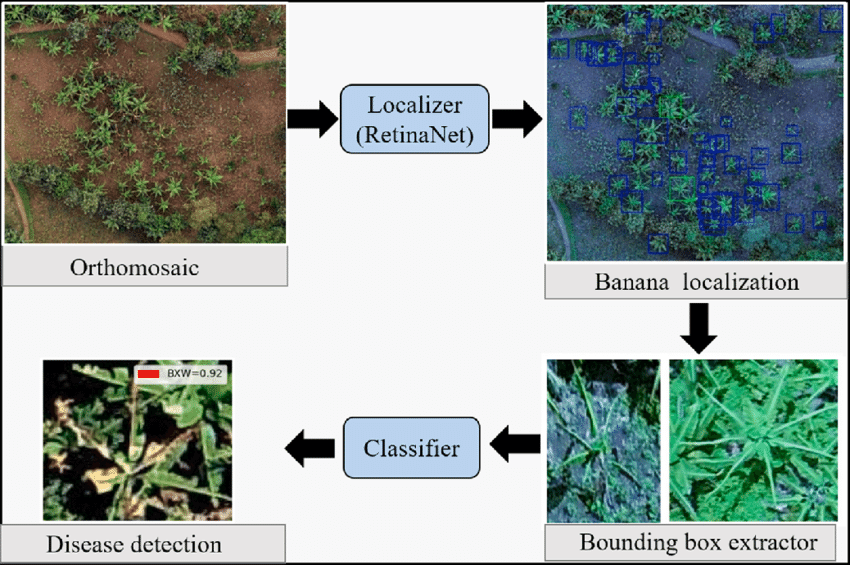 Localizer
(RetinaNet)
Orthomosaic
Banana localization
BXW=0.92
Classifier
Disease detection
Bounding box extractor